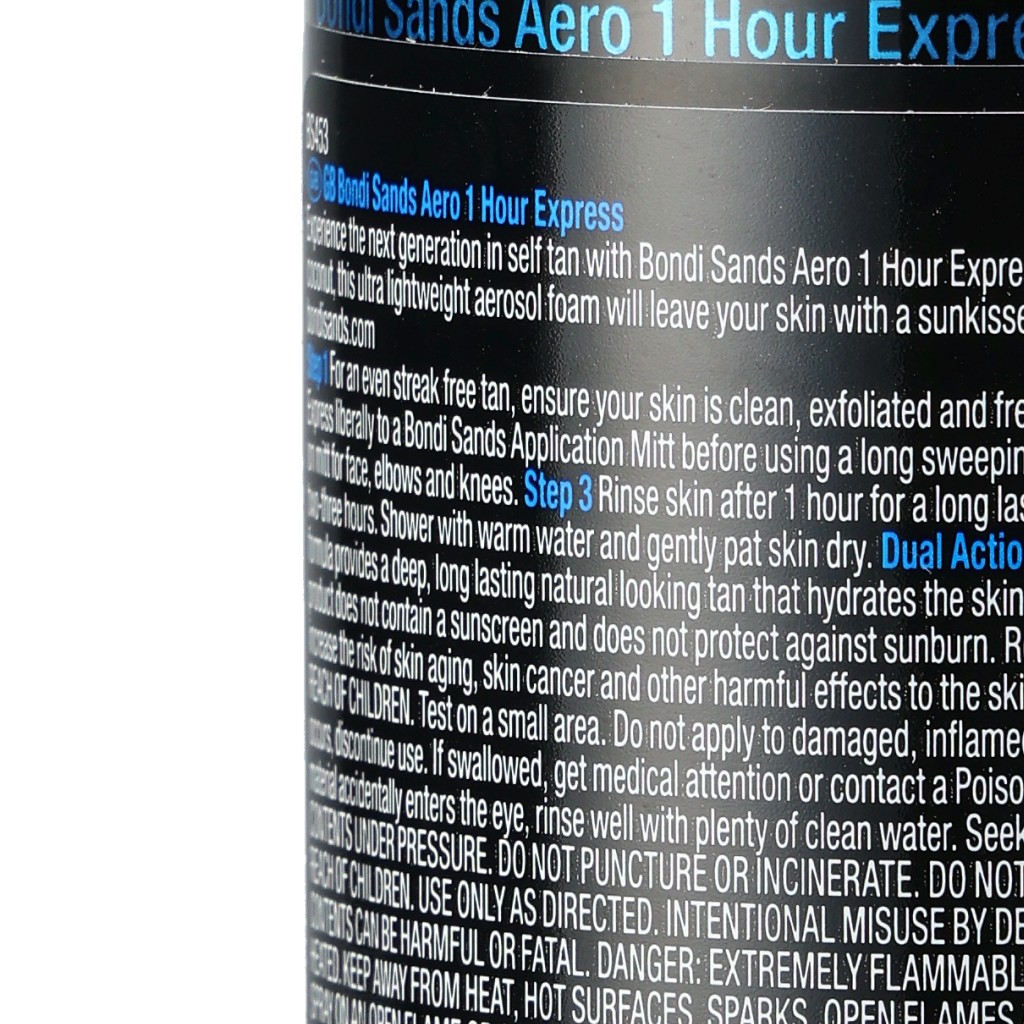 Bondi Sands Aero 1 Hour Expre
BS453
GB Bondi Sands Aero 1 Hour Express
Experience the next generation in self tan with Bondi Sands Aero 1 Hour Expre
coconut, this ultra lightweight aerosol foam will leave your skin with a sunkisse
bondisands.com
Step 1 For an even streak free tan, ensure your skin is clean, exfoliated and fre
Express liberally to a Bondi Sands Application Mitt before using a long sweepin
on mitt for face, elbows and knees. Step 3 Rinse skin after 1 hour for a long las
two-three hours. Shower with warm water and gently pat skin dry. Dual Actio
formula provides a deep, long lasting natural looking tan that hydrates the skin
product does not contain a sunscreen and does not protect against sunburn. R
increase the risk of skin aging, skin cancer and other harmful effects to the ski
REACH OF CHILDREN. Test on a small area. Do not apply to damaged, inflame
occurs, discontinue use. If swallowed, get medical attention or contact a Poiso
material accidentally enters the eye, rinse well with plenty of clean water. Seek
CONTENTS UNDER PRESSURE. DO NOT PUNCTURE OR INCINERATE. DO NOT
REACH OF CHILDREN. USE ONLY AS DIRECTED. INTENTIONAL MISUSE BY DE
CONTENTS CAN BE HARMFUL OR FATAL. DANGER: EXTREMELY FLAMMABL
HEATED. KEEP AWAY FROM HEAT, HOT SURFACES, SPARKS, OPEN FLAMES
SPRAY ON AN OPEN FLAME